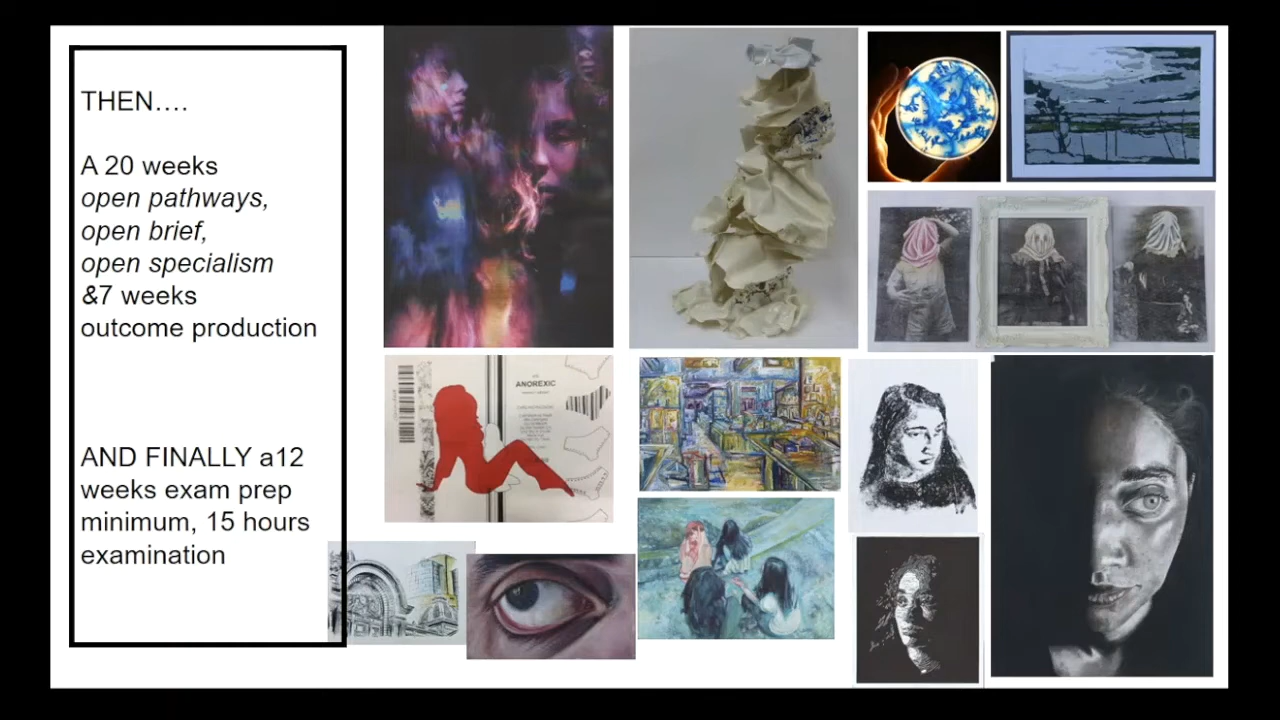 THEN....
A 20 weeks
open pathways,
open brief,
open specialism
&7 weeks
outcome production
AND FINALLY a12
weeks exam prep
minimum, 15 hours
examination
ANOREXIC